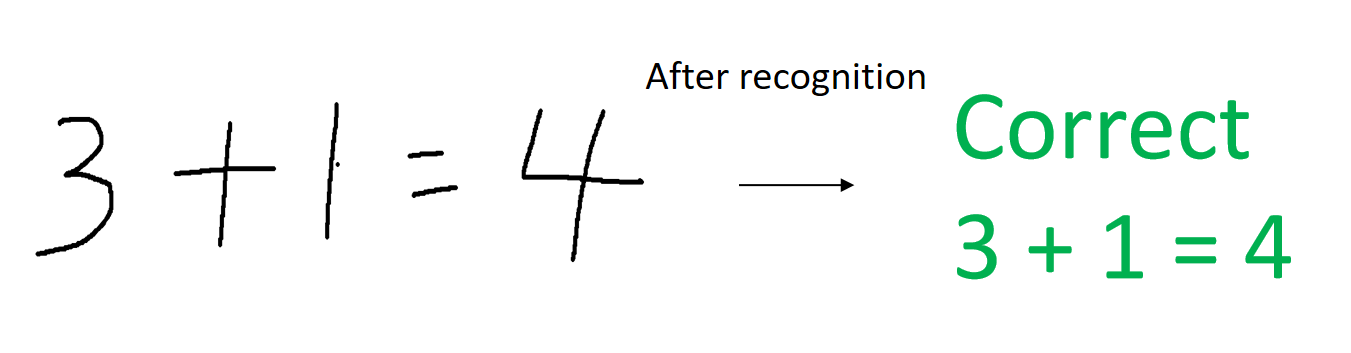 3 + 1 = 4
After recognition
Correct
3 + 1 = 4